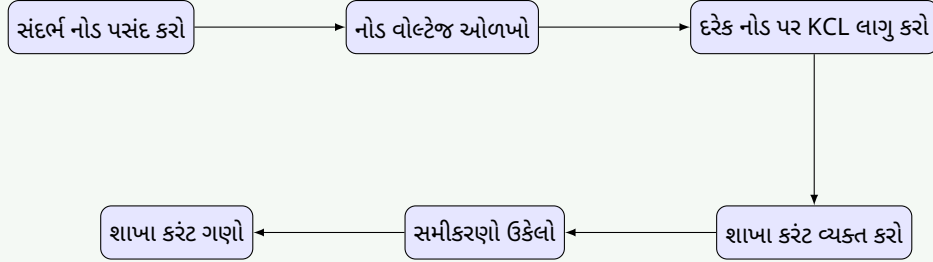 સંદર્ભ નોડ પસંદ કરો
નોડ વોલ્ટેજ ઓળખો
દરેક નોડ પર KCL લાગુ કરો
શાખા કરંટ વ્યક્ત કરો
સમીકરણો ઉકેલો
શાખા કરંટ ગણો